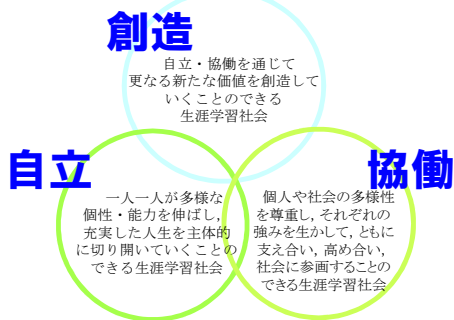 創造
自立・協働を通じて
更なる新たな価値を創造して
いくことのできる
生涯学習社会
自立
一人一人が多様な
個性・能力を伸ばし，
充実した人生を主体的
に切り開いていくことの
できる生涯学習社会
協働
個人や社会の多様性
を尊重し，それぞれの
強みを生かして，ともに
支え合い，高め合い，
社会に参画することの
できる生涯学習社会